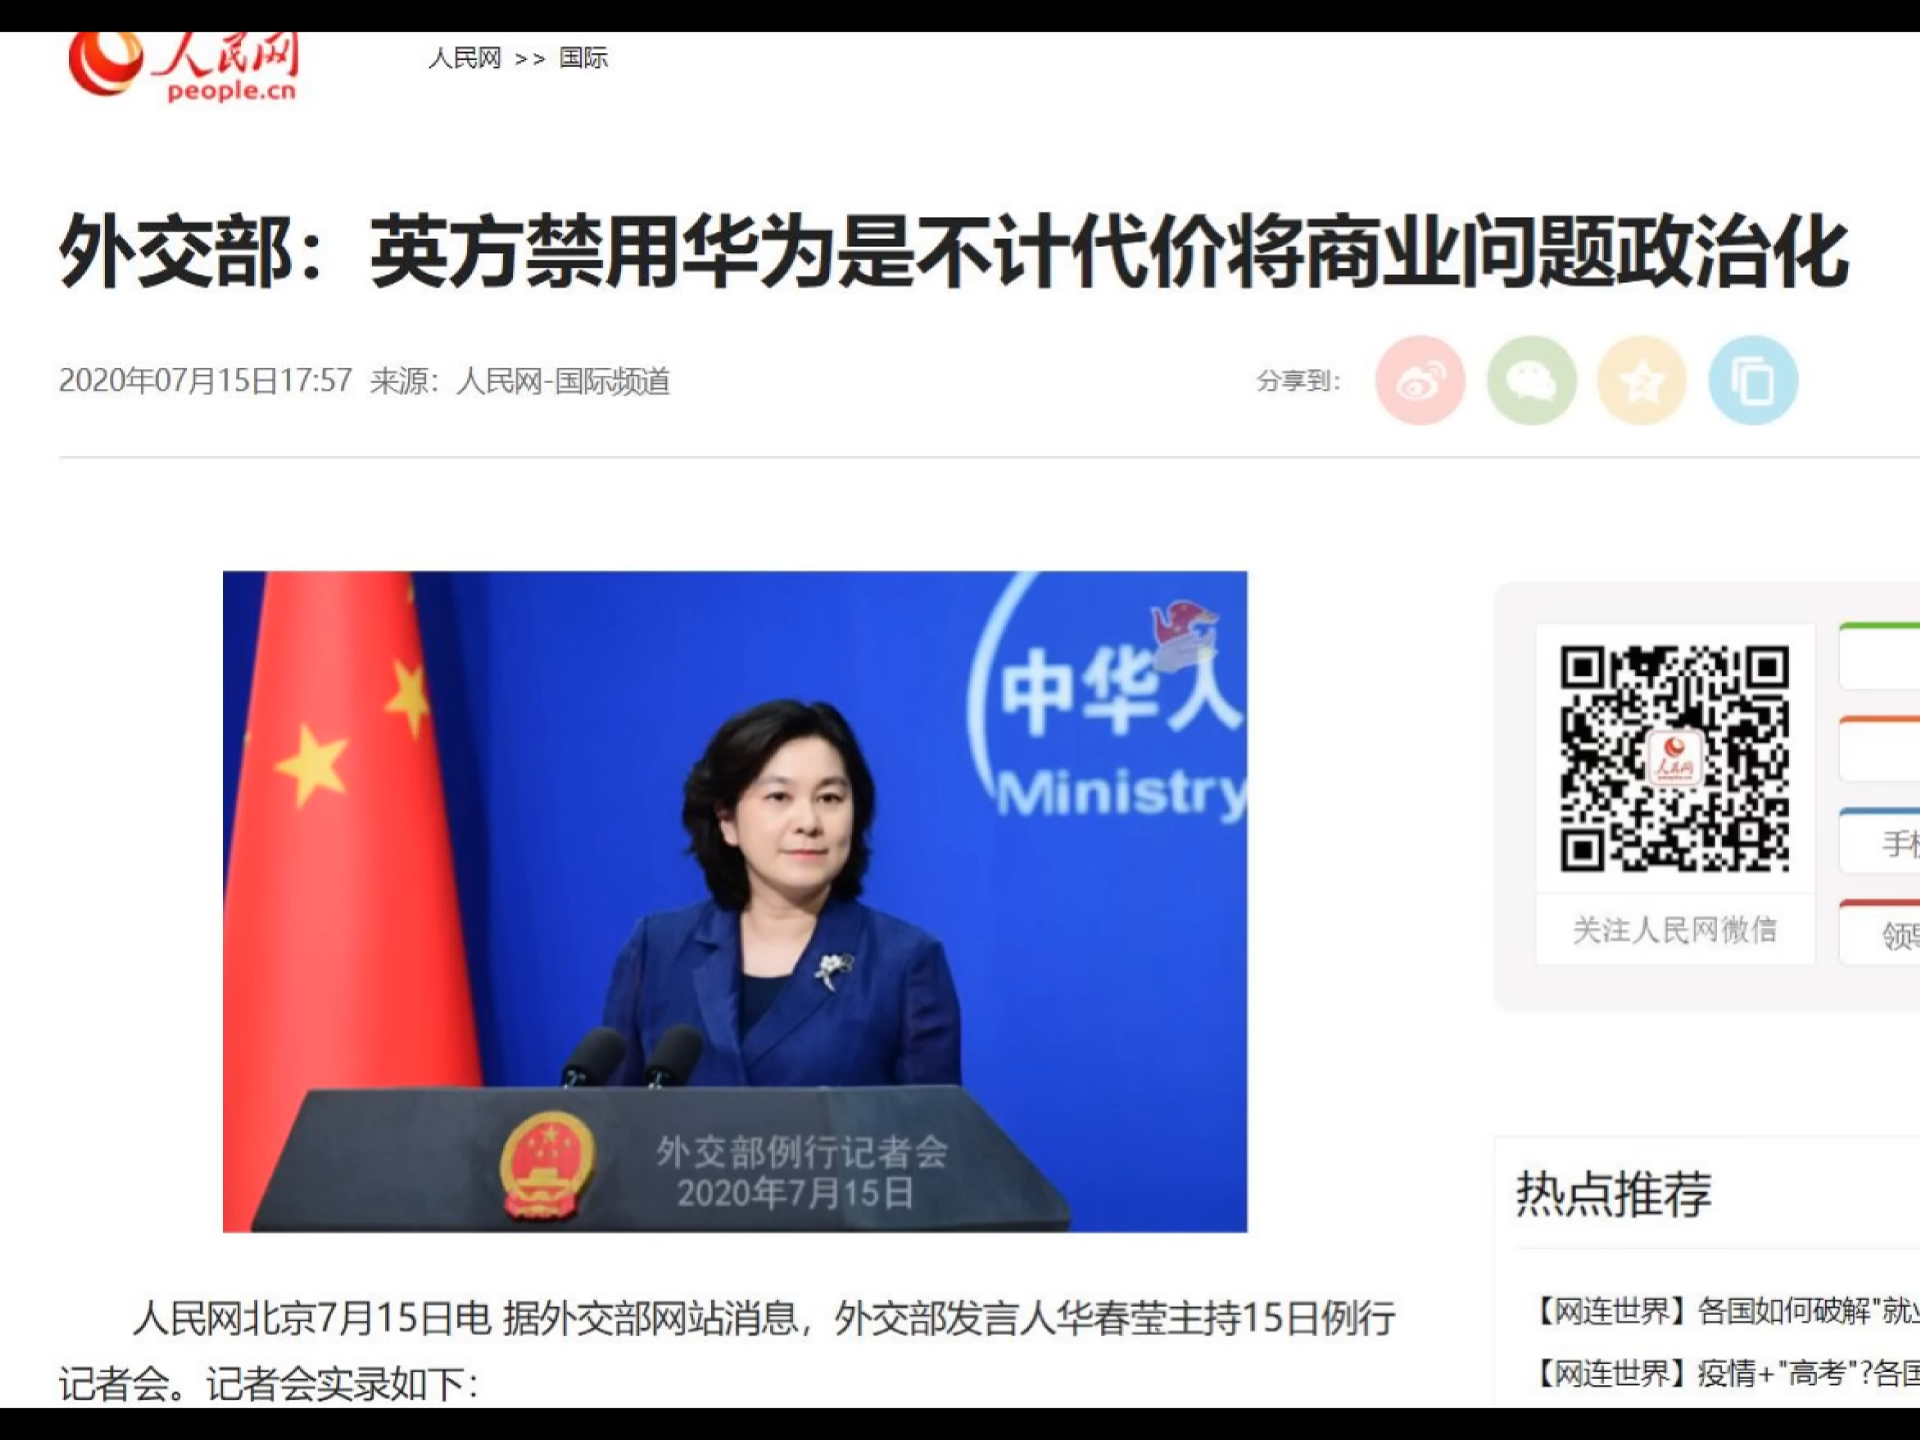 人民网
people.cn
人民网 >> 国际
外交部：英方禁用华为是不计代价将商业问题政治化
2020年07月15日17:57 来源：人民网-国际频道
分享到：
中华人
Ministry
外交部例行记者会
2020年7月15日
人民网
关注人民网微信
手机
领导
热点推荐
【网连世界】各国如何破解"就业
【网连世界】疫情+"高考"?各国
人民网北京7月15日电 据外交部网站消息，外交部发言人华春莹主持15日例行
记者会。记者会实录如下：